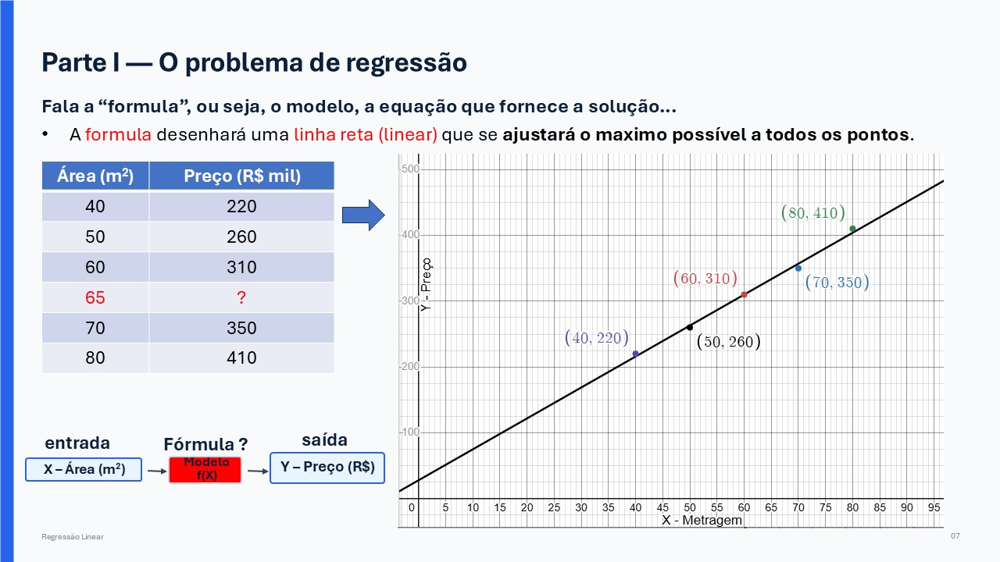 Parte I — O problema de regressão
Fala a “formula”, ou seja, o modelo, a equação que fornece a solução...
• A formula desenhará uma linha reta (linear) que se ajustará o maximo possível a todos os pontos.
Área (m²) Preço (R$ mil)
40 220
50 260
60 310
65 ?
70 350
80 410
entrada
Fórmula ?
saída
X – Área (m²)
Modelo
f(X)
Y – Preço (R$)
500
400
300
200
100
Y - Preço
(80, 410)
(60, 310)
(70, 350)
(40, 220)
(50, 260)
0 5 10 15 20 25 30 35 40 45 50 55 60 65 70 75 80 85 90 95
X - Metragem
Regressão Linear
07